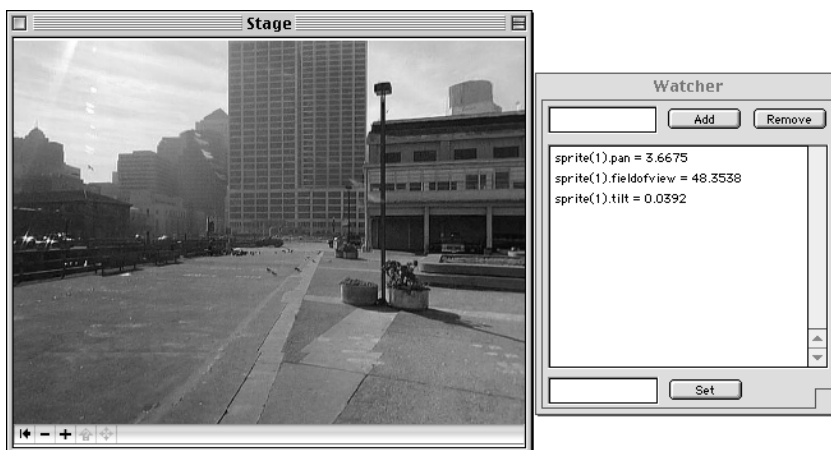 Stage
Watcher
Add
Remove
sprite(1).pan = 3.6675
sprite(1).fieldofview = 48.3538
sprite(1).tilt = 0.0392
Set